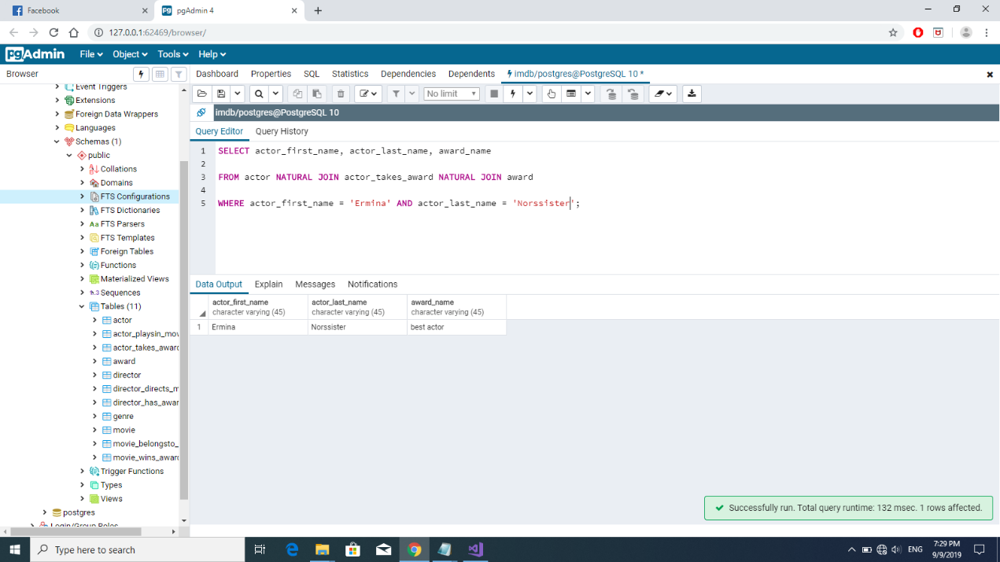 Facebook
pgAdmin 4
127.0.0.1:62469/browser/
pgAdmin File Object Tools Help
Browser
Dashboard Properties SQL Statistics Dependencies Dependents imdb/postgres@PostgreSQL 10 *
No limit
imdb/postgres@PostgreSQL 10
Query Editor Query History
Event Triggers
Extensions
Foreign Data Wrappers
Languages
Schemas (1)
public
Collations
Domains
FTS Configurations
FTS Dictionaries
FTS Parsers
FTS Templates
Foreign Tables
Functions
Materialized Views
1..3 Sequences
Tables (11)
actor
actor_playsin_mov
actor_takes_award
award
director
director_directs_m
director_has_awar
genre
movie
movie_belongsto_
movie_wins_award
Trigger Functions
Types
Views
postgres
Login/Group Roles
1 SELECT actor_first_name, actor_last_name, award_name
2
3 FROM actor NATURAL JOIN actor_takes_award NATURAL JOIN award
4
5 WHERE actor_first_name = 'Ermina' AND actor_last_name = 'Norssister';
Data Output Explain Messages Notifications
actor_first_name actor_last_name award_name
character varying (45) character varying (45) character varying (45)
1 Ermina Norssister best actor
Successfully run. Total query runtime: 132 msec. 1 rows affected.
Type here to search
ENG
7:29 PM
9/9/2019